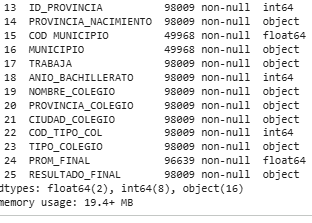 13 ID_PROVINCIA 98009 non-null int64
14 PROVINCIA_NACIMIENTO 98009 non-null object
15 COD MUNICIPIO 49968 non-null float64
16 MUNICIPIO 49968 non-null object
17 TRABAJA 98009 non-null object
18 ANIO_BACHILLERATO 98009 non-null int64
19 NOMBRE_COLEGIO 98009 non-null object
20 PROVINCIA_COLEGIO 98009 non-null object
21 CIUDAD_COLEGIO 98009 non-null object
22 COD_TIPO_COL 98009 non-null int64
23 TIPO_COLEGIO 98009 non-null object
24 PROM_FINAL 96639 non-null float64
25 RESULTADO_FINAL 98009 non-null object
dtypes: float64(2), int64(8), object(16)
memory usage: 19.4+ MB